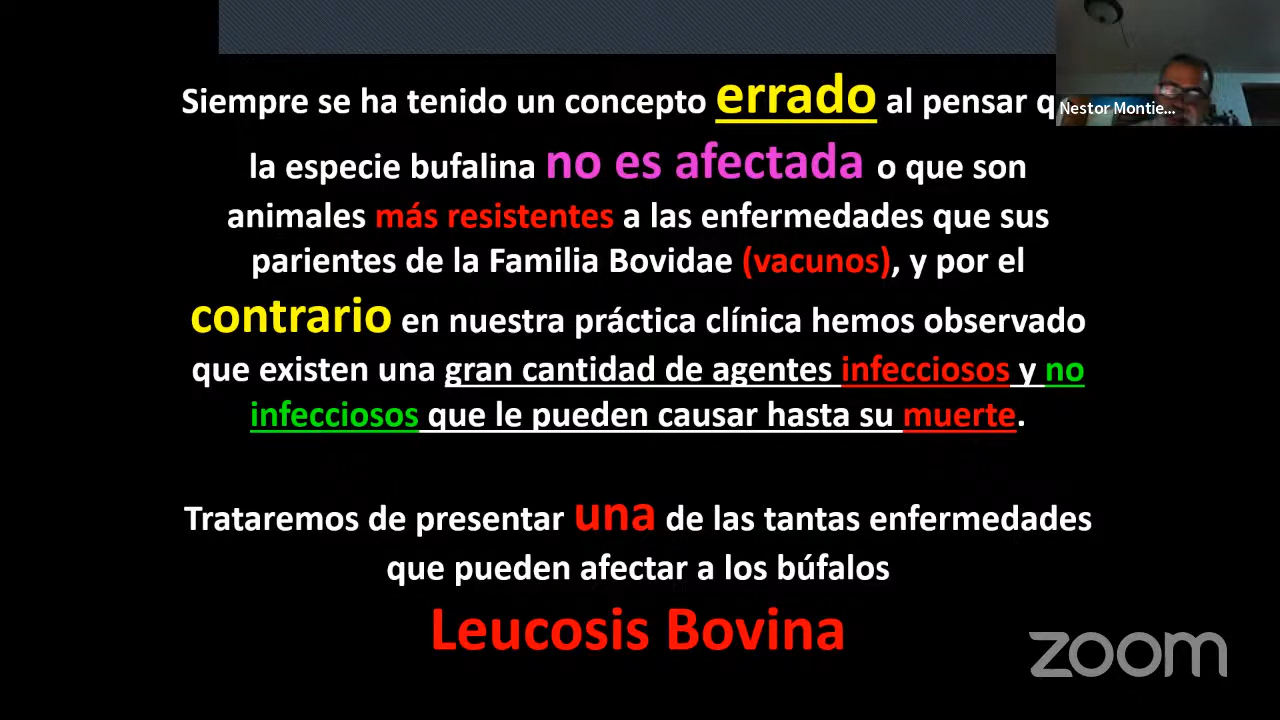 Siempre se ha tenido un concepto errado al pensar
la especie bufalina no es afectada o que son
animales más resistentes a las enfermedades que sus
parientes de la Familia Bovidae (vacunos), y por el
contrario en nuestra práctica clínica hemos observado
que existen una gran cantidad de agentes infecciosos y no
infecciosos que le pueden causar hasta su muerte.
Trataremos de presentar una de las tantas enfermedades
que pueden afectar a los búfalos
Leucosis Bovina
Nestor Montie...
zoom